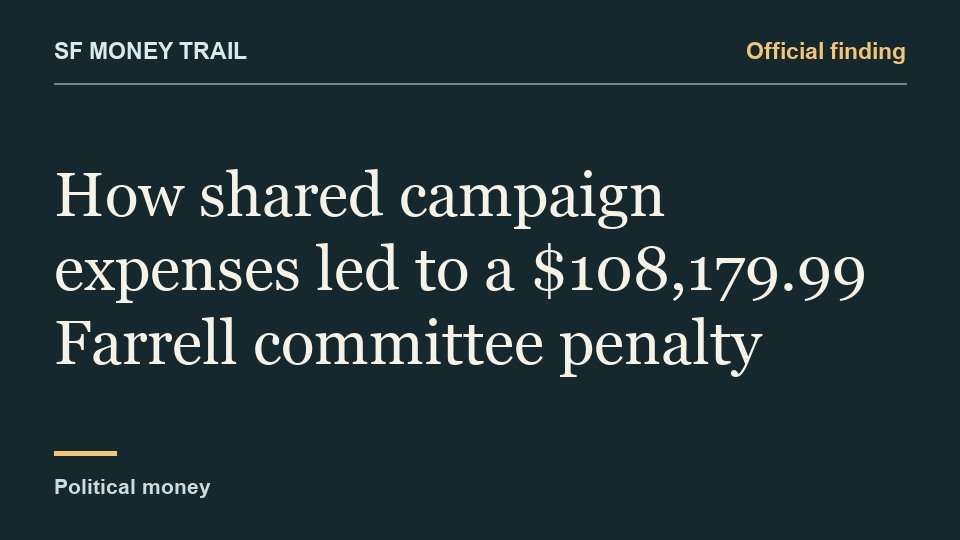 SF MONEY TRAIL
Official finding
How shared campaign
expenses led to a $108,179.99
Farrell committee penalty
Political money